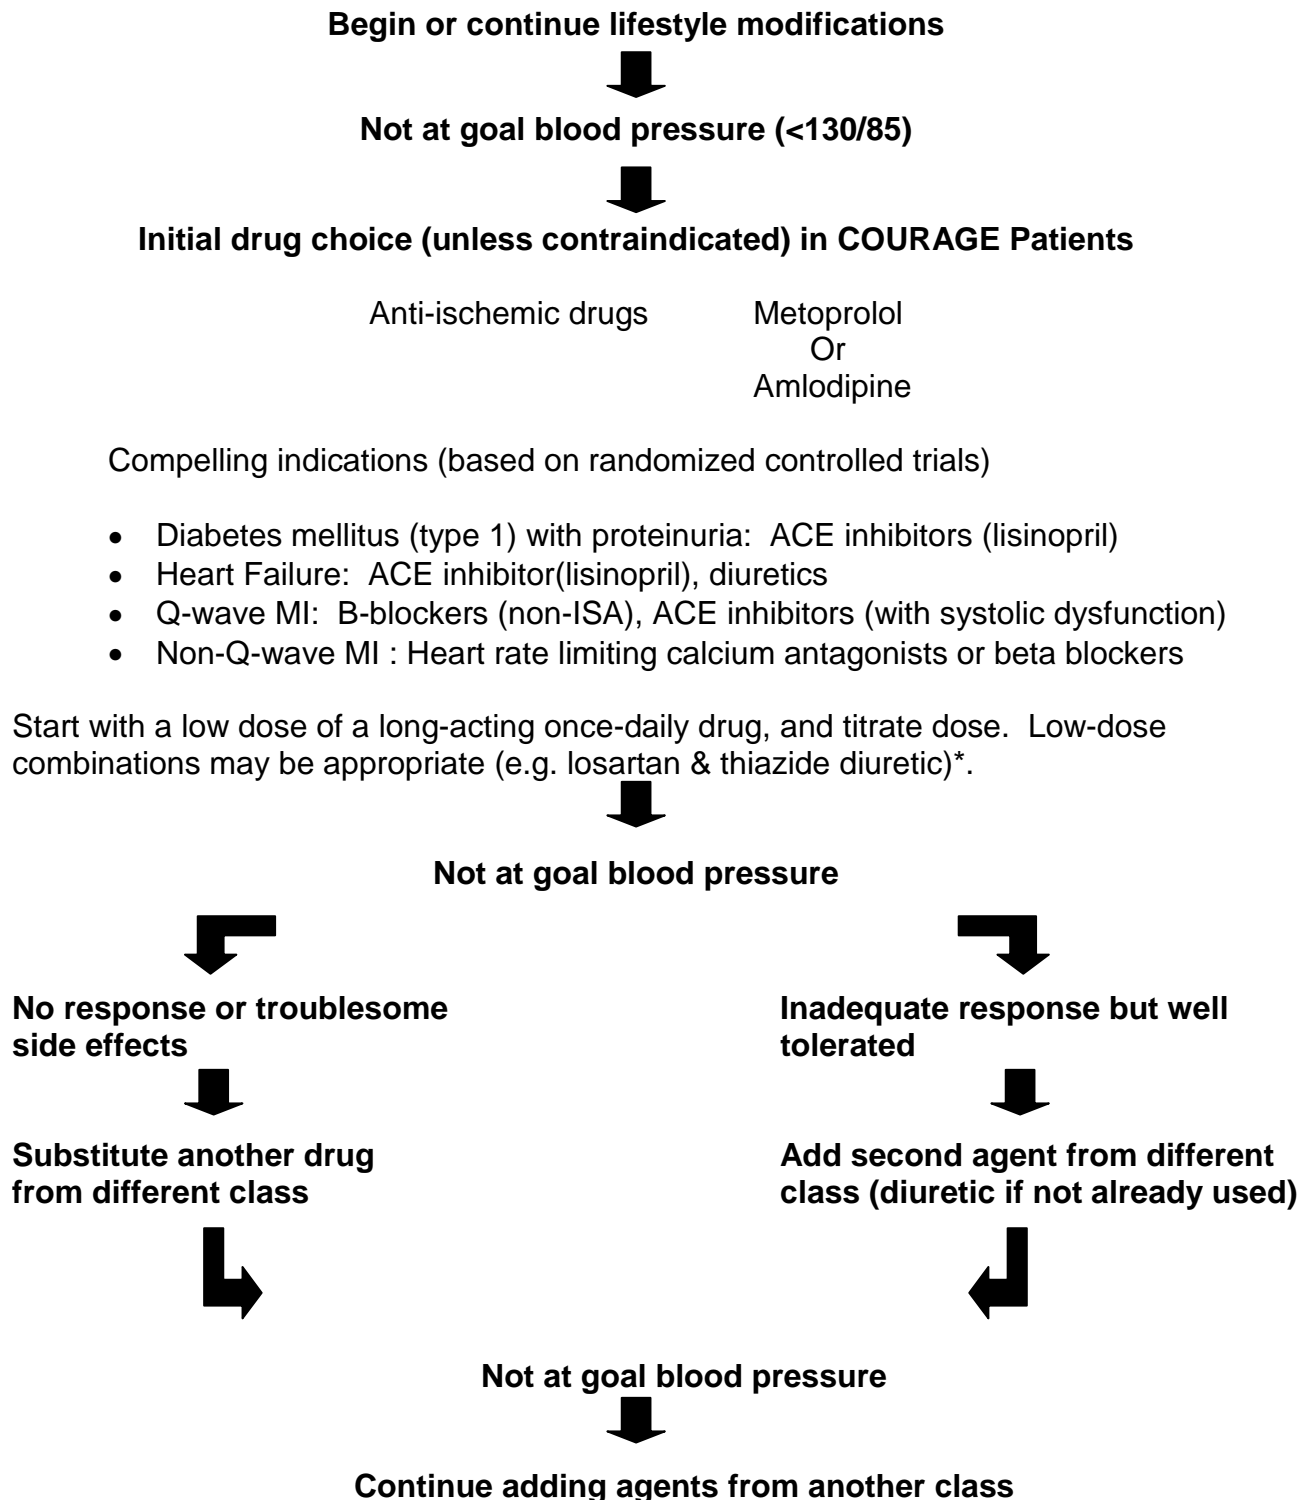 Begin or continue lifestyle modifications
Not at goal blood pressure (<130/85)
Initial drug choice (unless contraindicated) in COURAGE Patients
Anti-ischemic drugs Metoprolol
Or
Amlodipine
Compelling indications (based on randomized controlled trials)
• Diabetes mellitus (type 1) with proteinuria: ACE inhibitors (lisinopril)
• Heart Failure: ACE inhibitor(lisinopril), diuretics
• Q-wave MI: B-blockers (non-ISA), ACE inhibitors (with systolic dysfunction)
• Non-Q-wave MI : Heart rate limiting calcium antagonists or beta blockers
Start with a low dose of a long-acting once-daily drug, and titrate dose. Low-dose
combinations may be appropriate (e.g. losartan & thiazide diuretic)*.
Not at goal blood pressure
No response or troublesome
side effects
Inadequate response but well
tolerated
Substitute another drug
from different class
Add second agent from different
class (diuretic if not already used)
Not at goal blood pressure
Continue adding agents from another class